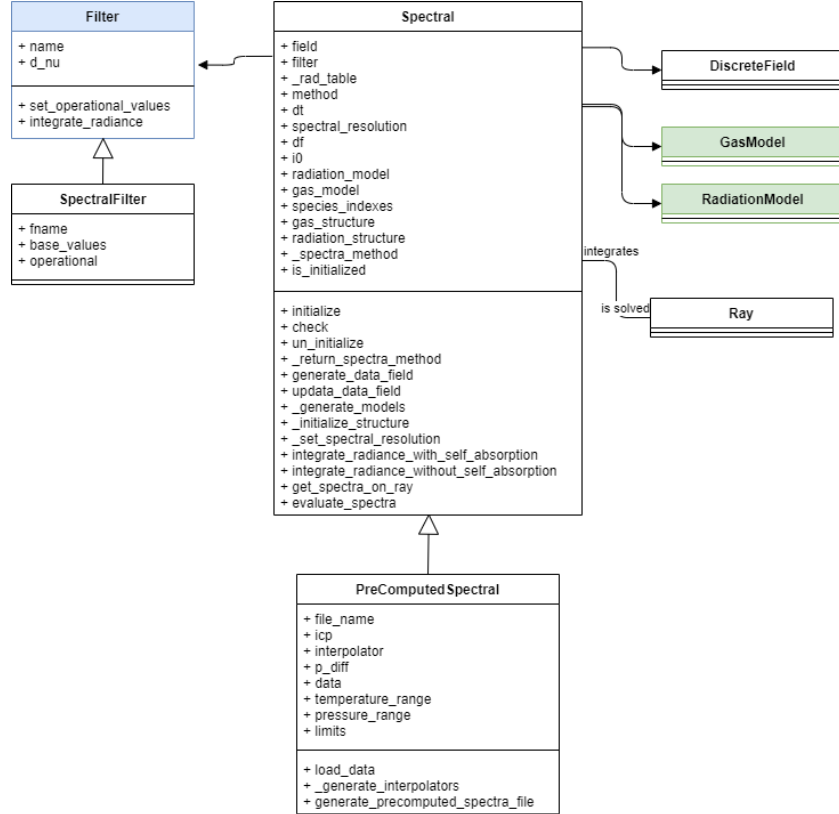 Filter
+ name
+ d_nu
+ set_operational_values
+ integrate_radiance
SpectralFilter
+ fname
+ base_values
+ operational
Spectral
+ field
+ filter
+ _rad_table
+ method
+ dt
+ spectral_resolution
+ df
+ i0
+ radiation_model
+ gas_model
+ species_indexes
+ gas_structure
+ radiation_structure
+ _spectra_method
+ is_initialized
+ initialize
+ check
+ un_initialize
+ _return_spectra_method
+ generate_data_field
+ updata_data_field
+ _generate_models
+ _initialize_structure
+ _set_spectral_resolution
+ integrate_radiance_with_self_absorption
+ integrate_radiance_without_self_absorption
+ get_spectra_on_ray
+ evaluate_spectra
DiscreteField
GasModel
RadiationModel
integrates
is solved
Ray
PreComputedSpectral
+ file_name
+ icp
+ interpolator
+ p_diff
+ data
+ temperature_range
+ pressure_range
+ limits
+ load_data
+ _generate_interpolators
+ generate_precomputed_spectra_file